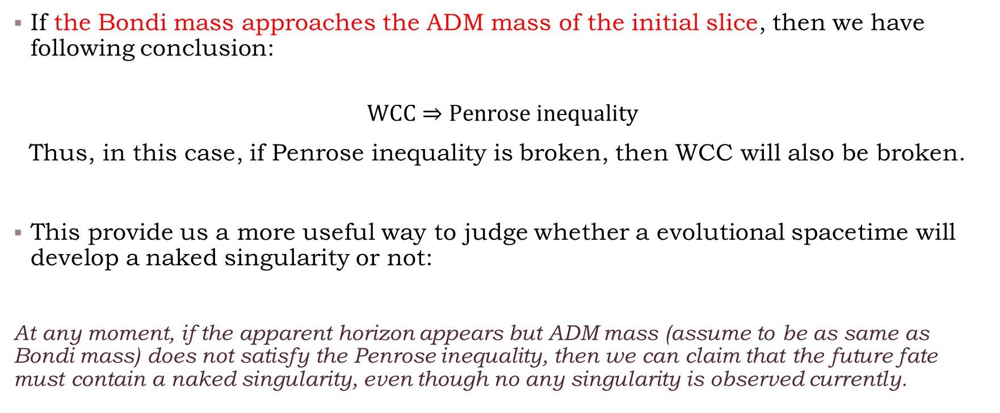 ▪ If the Bondi mass approaches the ADM mass of the initial slice, then we have
following conclusion:
WCC ⇒ Penrose inequality
Thus, in this case, if Penrose inequality is broken, then WCC will also be broken.
▪ This provide us a more useful way to judge whether a evolutional spacetime will
develop a naked singularity or not:
At any moment, if the apparent horizon appears but ADM mass (assume to be as same as
Bondi mass) does not satisfy the Penrose inequality, then we can claim that the future fate
must contain a naked singularity, even though no any singularity is observed currently.